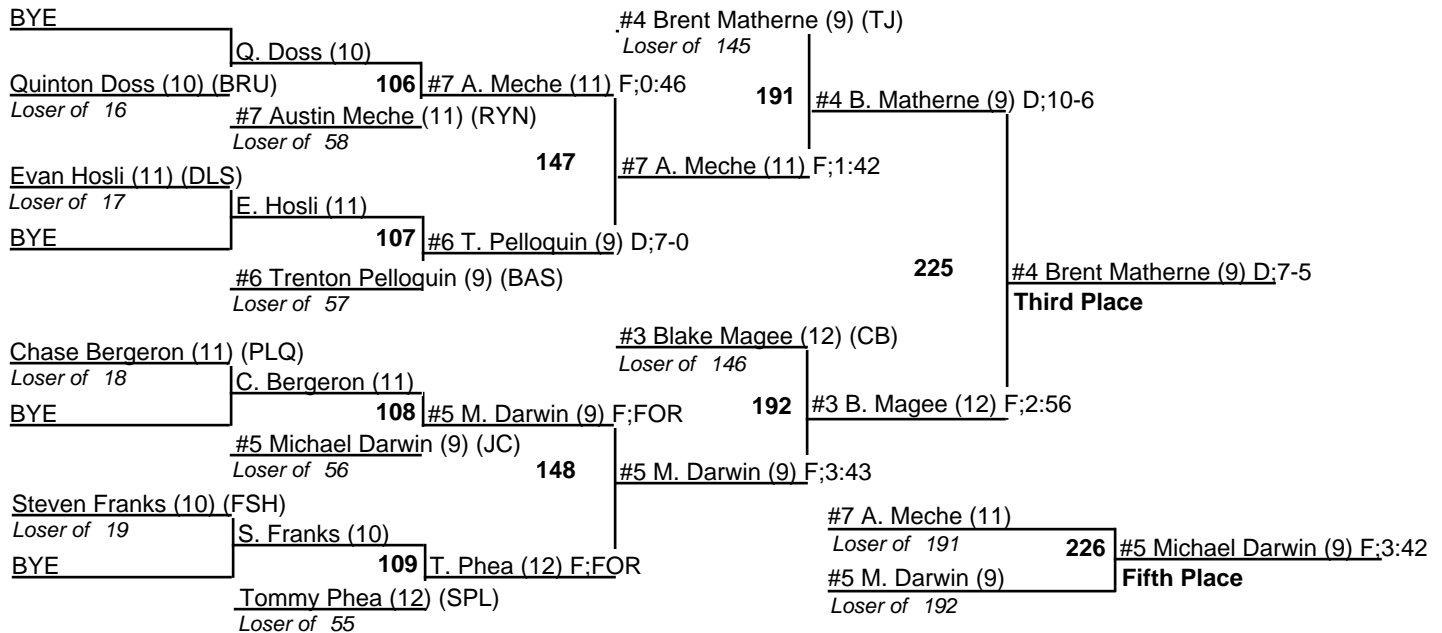 BYE
Q. Doss (10)
Quinton Doss (10) (BRU)
Loser of 16
106
#7 A. Meche (11) F;0:46
#7 Austin Meche (11) (RYN)
Loser of 58
147
#7 A. Meche (11) F;1:42
Evan Hosli (11) (DLS)
Loser of 17
E. Hosli (11)
BYE
107
#6 T. Pelloquin (9) D;7-0
#6 Trenton Pelloquin (9) (BAS)
Loser of 57
#4 Brent Matherne (9) (TJ)
Loser of 145
191
#4 B. Matherne (9) D;10-6
225
#4 Brent Matherne (9) D;7-5
Third Place
Chase Bergeron (11) (PLQ)
Loser of 18
C. Bergeron (11)
BYE
108
#5 M. Darwin (9) F;FOR
#5 Michael Darwin (9) (JC)
Loser of 56
148
#5 M. Darwin (9) F;3:43
Steven Franks (10) (FSH)
Loser of 19
S. Franks (10)
BYE
109
T. Phea (12) F;FOR
Tommy Phea (12) (SPL)
Loser of 55
#3 Blake Magee (12) (CB)
Loser of 146
192
#3 B. Magee (12) F;2:56
#7 A. Meche (11)
Loser of 191
226
#5 Michael Darwin (9) F;3:42
#5 M. Darwin (9)
Fifth Place
Loser of 192